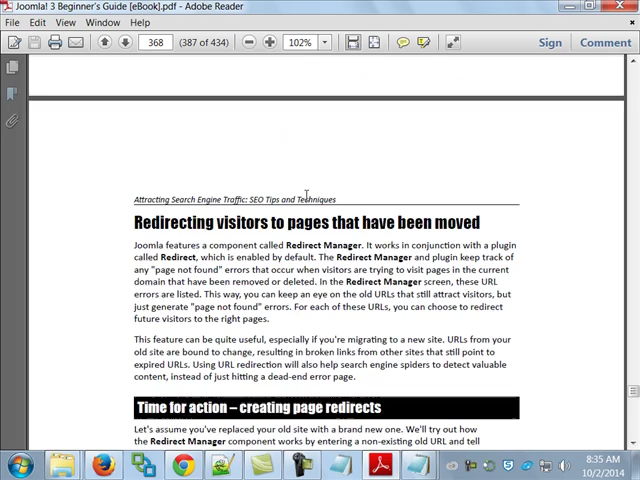 Joomla! 3 Beginner's Guide [eBook].pdf - Adobe Reader
File Edit View Window Help
368 (387 of 434) 102% Sign Comment
Attracting Search Engine Traffic: SEO Tips and Techniques
Redirecting visitors to pages that have been moved
Joomla features a component called Redirect Manager. It works in conjunction with a plugin
called Redirect, which is enabled by default. The Redirect Manager and plugin keep track of
any "page not found" errors that occur when visitors are trying to visit pages in the current
domain that have been removed or deleted. In the Redirect Manager screen, these URL
errors are listed. This way, you can keep an eye on the old URLs that still attract visitors, but
just generate "page not found" errors. For each of these URLs, you can choose to redirect
future visitors to the right pages.
This feature can be quite useful, especially if you're migrating to a new site. URLs from your
old site are bound to change, resulting in broken links from other sites that still point to
expired URLs. Using URL redirection will also help search engine spiders to detect valuable
content, instead of just hitting a dead-end error page.
Time for action – creating page redirects
Let's assume you've replaced your old site with a brand new one. We'll try out how
the Redirect Manager component works by entering a non-existing old URL and tell
8:35 AM
10/2/2014